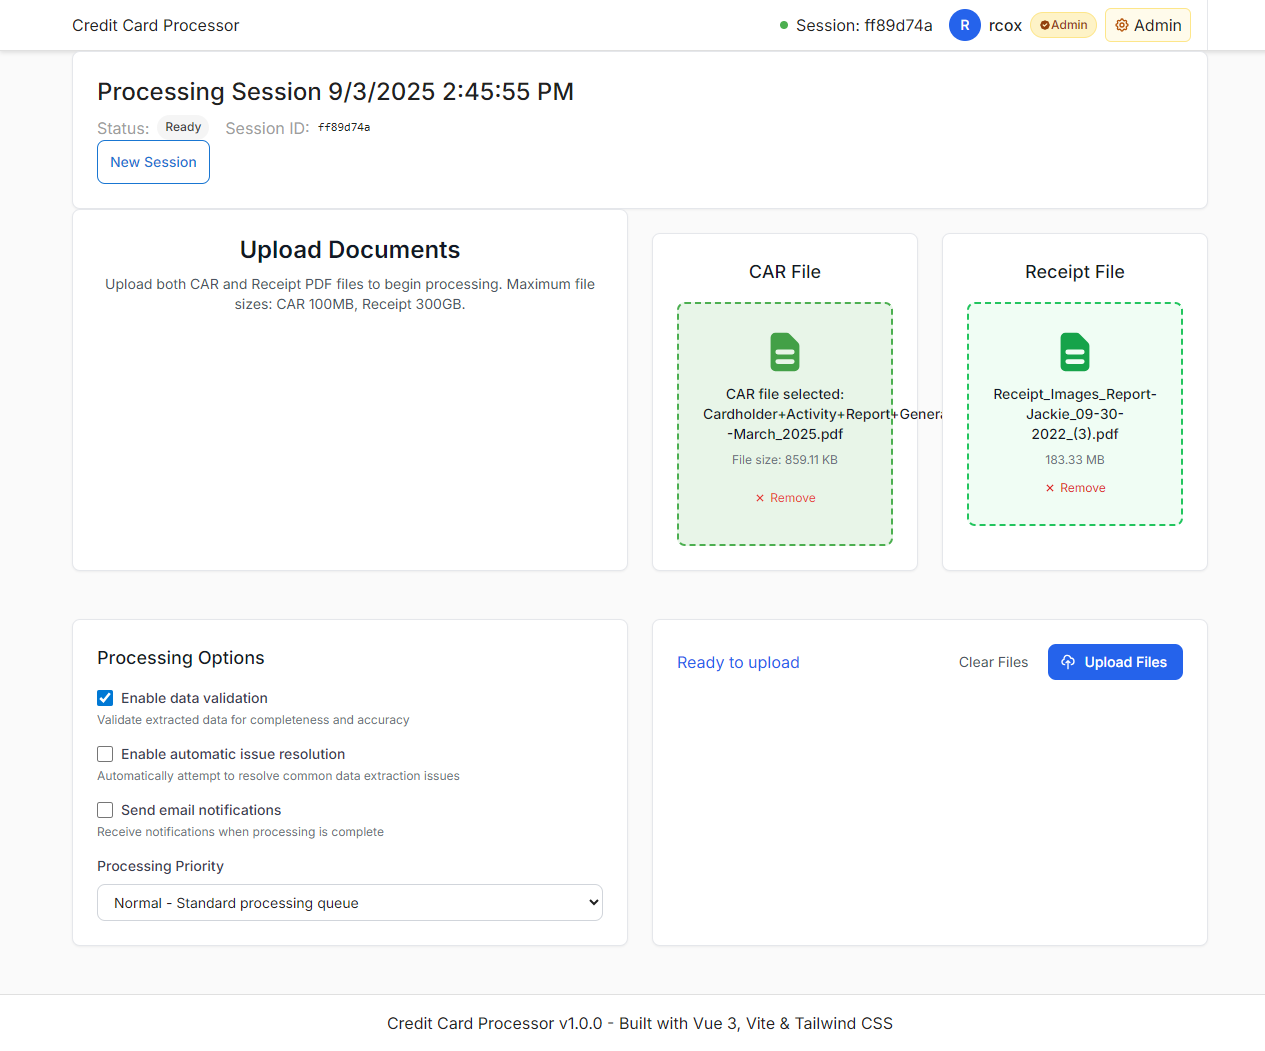 Credit Card Processor
Session: ff89d74a
R
rcox
Admin
Admin
Processing Session 9/3/2025 2:45:55 PM
Status: Ready Session ID: ff89d74a
New Session
Upload Documents
Upload both CAR and Receipt PDF files to begin processing. Maximum file
sizes: CAR 100MB, Receipt 300GB.
CAR File
CAR file selected:
Cardholder+Activity+Report+Genera
-March_2025.pdf
File size: 859.11 KB
× Remove
Receipt File
Receipt_Images_Report-
Jackie_09-30-
2022_(3).pdf
183.33 MB
× Remove
Processing Options
Enable data validation
Validate extracted data for completeness and accuracy
Enable automatic issue resolution
Automatically attempt to resolve common data extraction issues
Send email notifications
Receive notifications when processing is complete
Processing Priority
Normal - Standard processing queue
Ready to upload
Clear Files
Upload Files
Credit Card Processor v1.0.0 - Built with Vue 3, Vite & Tailwind CSS